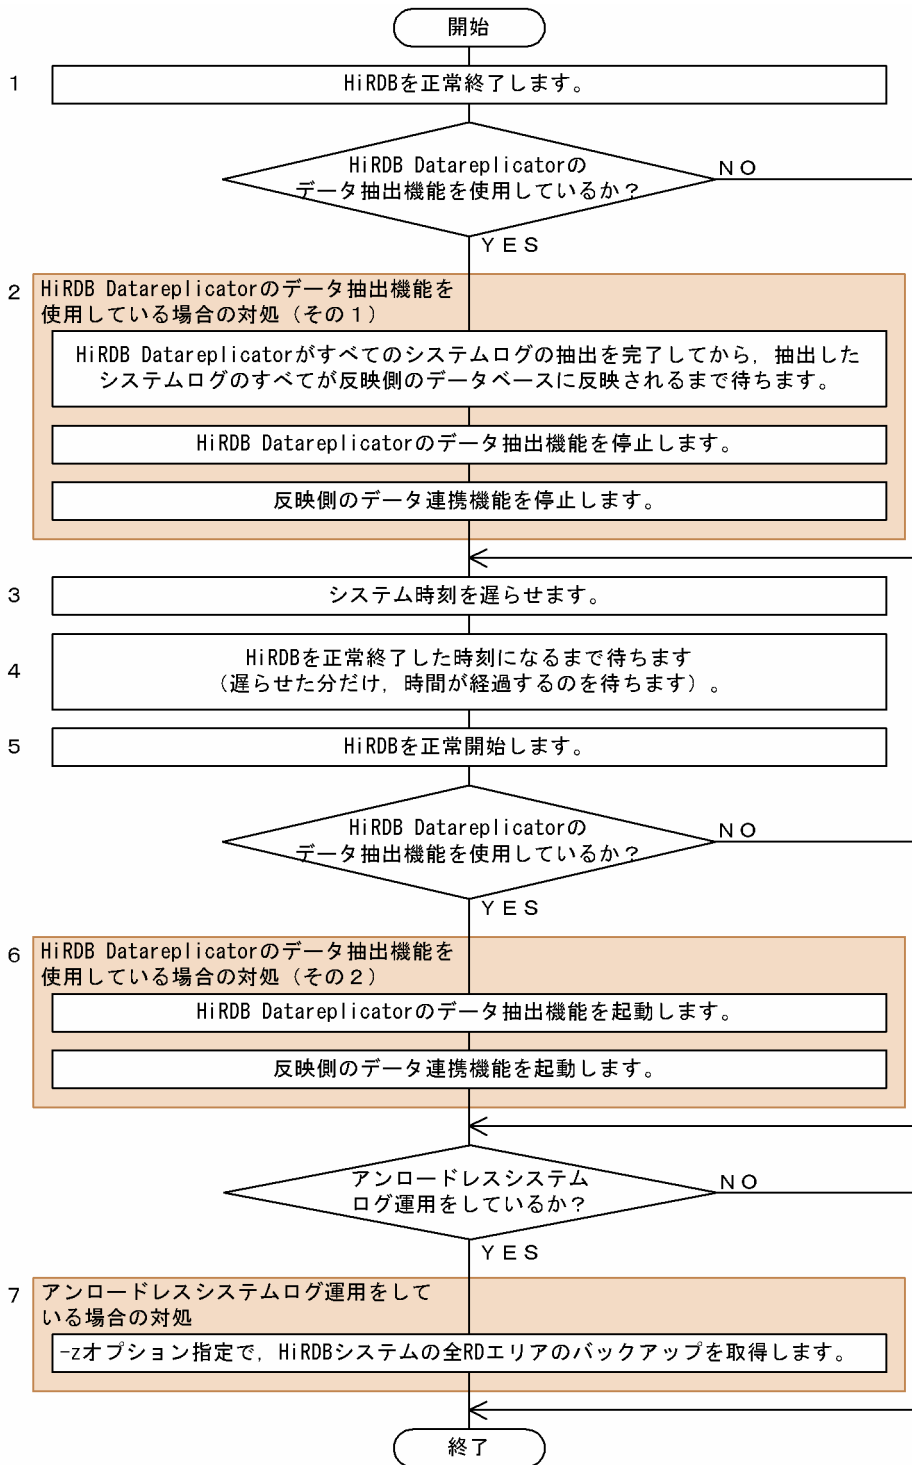 開始
1
HiRDBを正常終了します。
HiRDB Datareplicatorの
データ抽出機能を使用しているか？
ＮＯ
ＹＥＳ
2
HiRDB Datareplicatorのデータ抽出機能を
使用している場合の対処（その１）
HiRDB Datareplicatorがすべてのシステムログの抽出を完了してから，抽出した
システムログのすべてが反映側のデータベースに反映されるまで待ちます。
HiRDB Datareplicatorのデータ抽出機能を停止します。
反映側のデータ連携機能を停止します。
3
システム時刻を遅らせます。
4
HiRDBを正常終了した時刻になるまで待ちます
（遅らせた分だけ，時間が経過するのを待ちます）。
5
HiRDBを正常開始します。
HiRDB Datareplicatorの
データ抽出機能を使用しているか？
ＮＯ
ＹＥＳ
6
HiRDB Datareplicatorのデータ抽出機能を
使用している場合の対処（その２）
HiRDB Datareplicatorのデータ抽出機能を起動します。
反映側のデータ連携機能を起動します。
アンロードレスシステム
ログ運用をしているか？
ＮＯ
ＹＥＳ
7
アンロードレスシステムログ運用をして
いる場合の対処
-zオプション指定で，HiRDBシステムの全RDエリアのバックアップを取得します。
終了